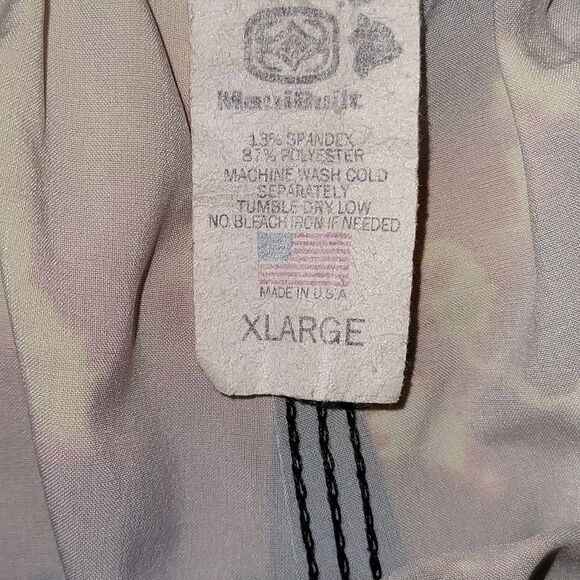 MauiBuilt
13% SPANDEX
87% POLYESTER
MACHINE WASH COLD
SEPARATELY
TUMBLE DRY LOW
NO BLEACH IRON IF NEEDED
MADE IN U.S.A
XLARGE